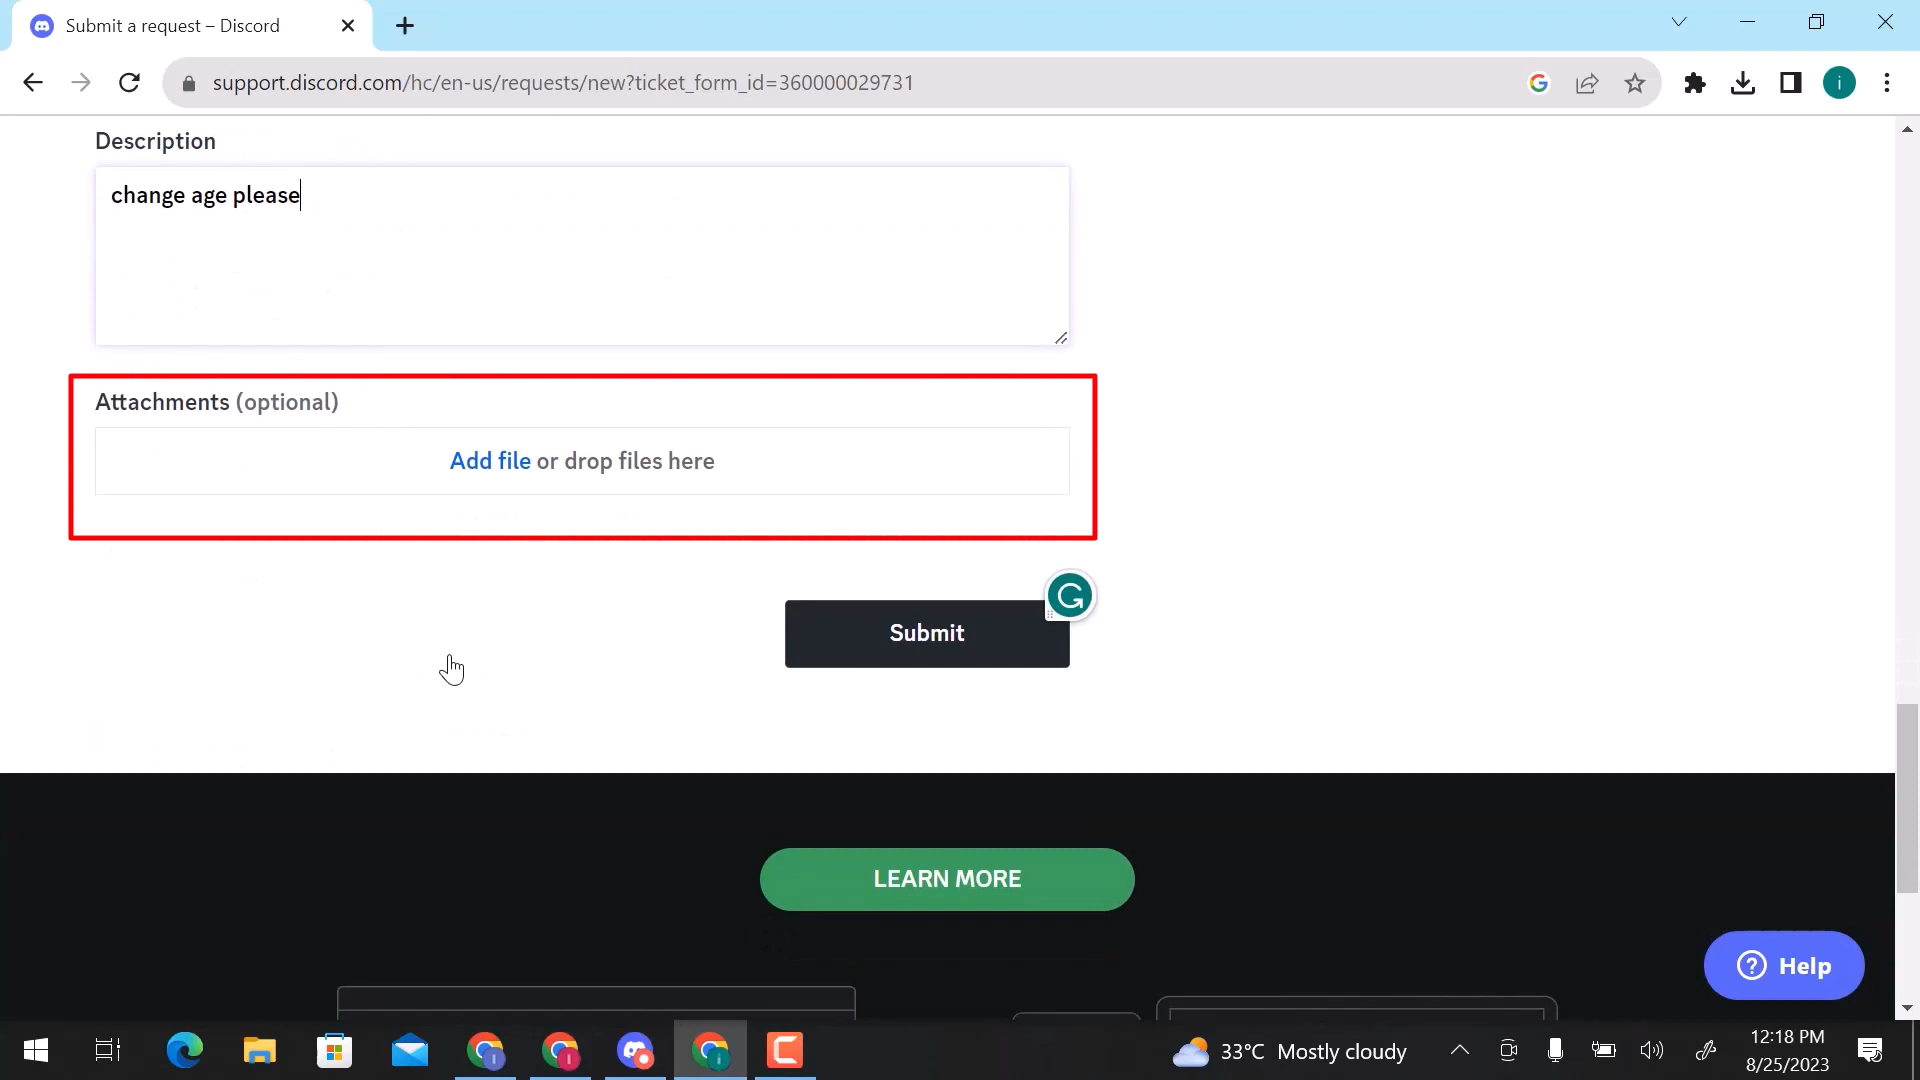 Submit a request – Discord
support.discord.com/hc/en-us/requests/new?ticket_form_id=360000029731
i
Description
change age please
Attachments (optional)
Add file or drop files here
Submit
LEARN MORE
Help
33°C Mostly cloudy
12:18 PM
8/25/2023